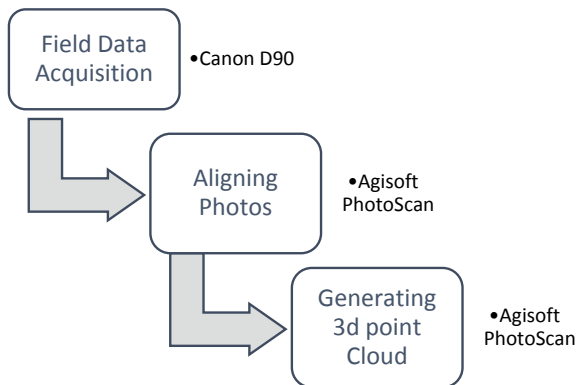 Field Data
Acquisition
•Canon D90
Aligning
Photos
•Agisoft
PhotoScan
Generating
3d point
Cloud
•Agisoft
PhotoScan